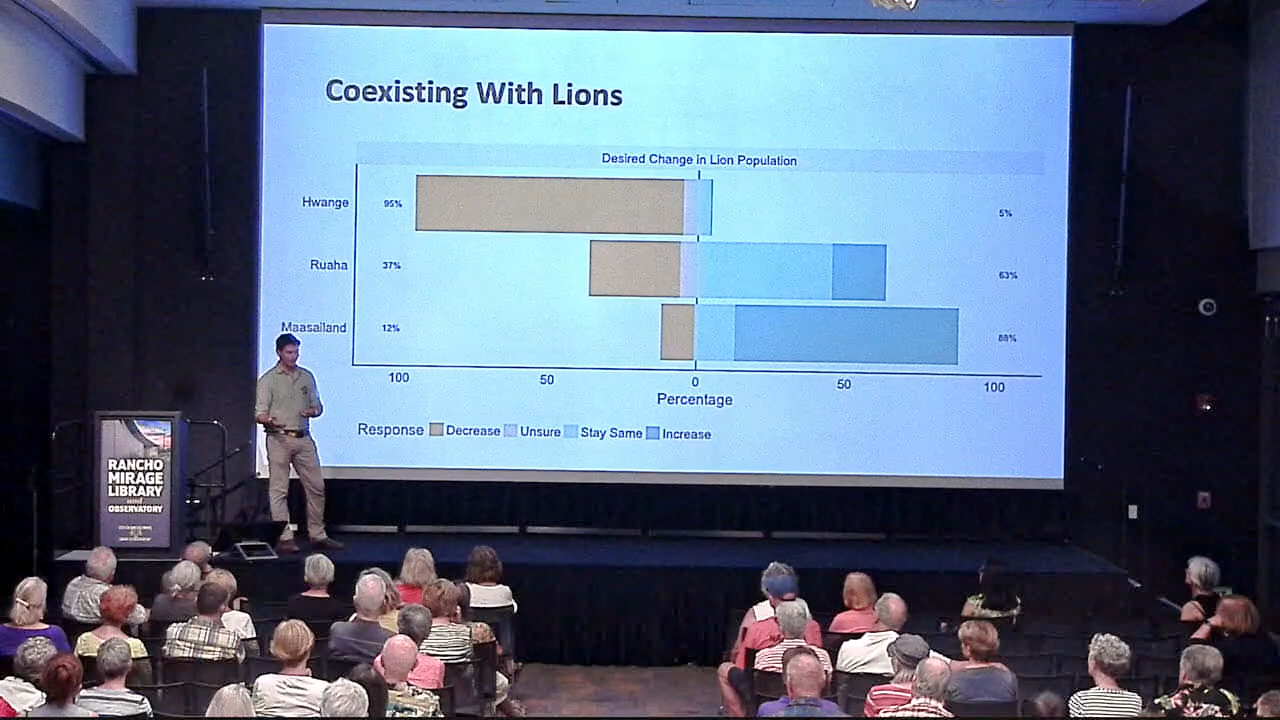 Coexisting With Lions
Desired Change in Lion Population
Hwange 95% 5%
Ruaha 37% 63%
Maasailand 12% 88%
100 50 0 50 100
Percentage
Response Decrease Unsure Stay Same Increase
RANCHO
MIRAGE
LIBRARY
and
OBSERVATORY